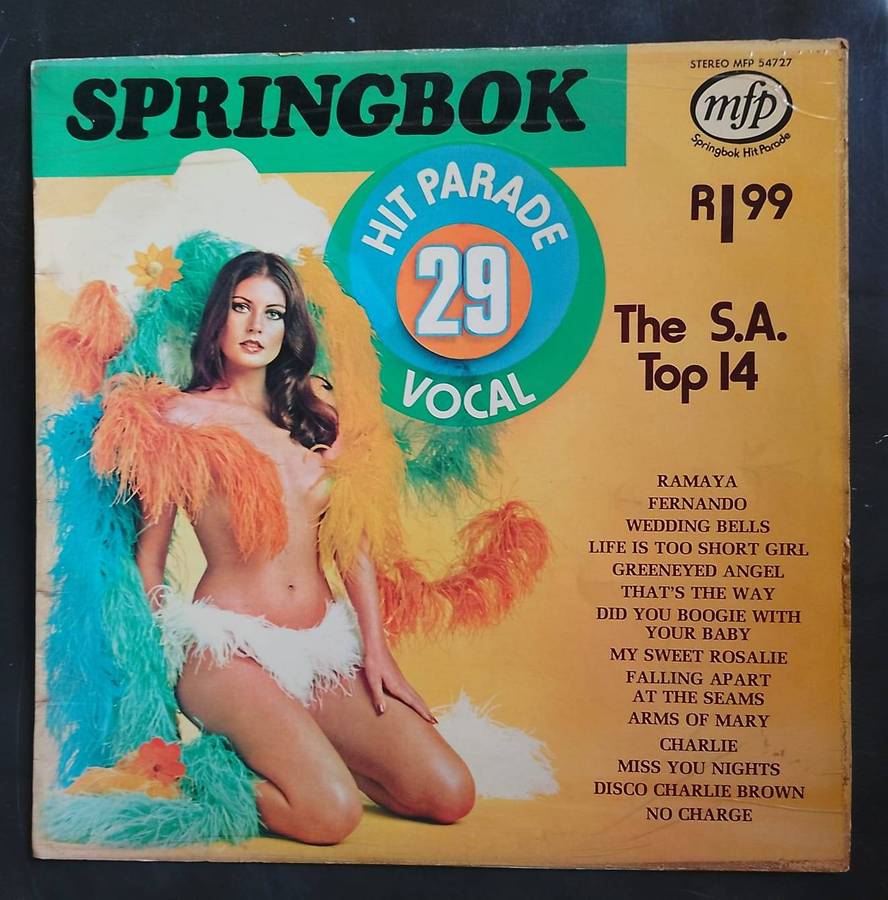 SPRINGBOK
STEREO MFP 54727
mfp
Springbok Hit Parade
HIT PARADE
29
VOCAL
R1 99
The S.A.
Top 14
RAMAYA
FERNANDO
WEDDING BELLS
LIFE IS TOO SHORT GIRL
GREENEYED ANGEL
THAT'S THE WAY
DID YOU BOOGIE WITH
YOUR BABY
MY SWEET ROSALIE
FALLING APART
AT THE SEAMS
ARMS OF MARY
CHARLIE
MISS YOU NIGHTS
DISCO CHARLIE BROWN
NO CHARGE